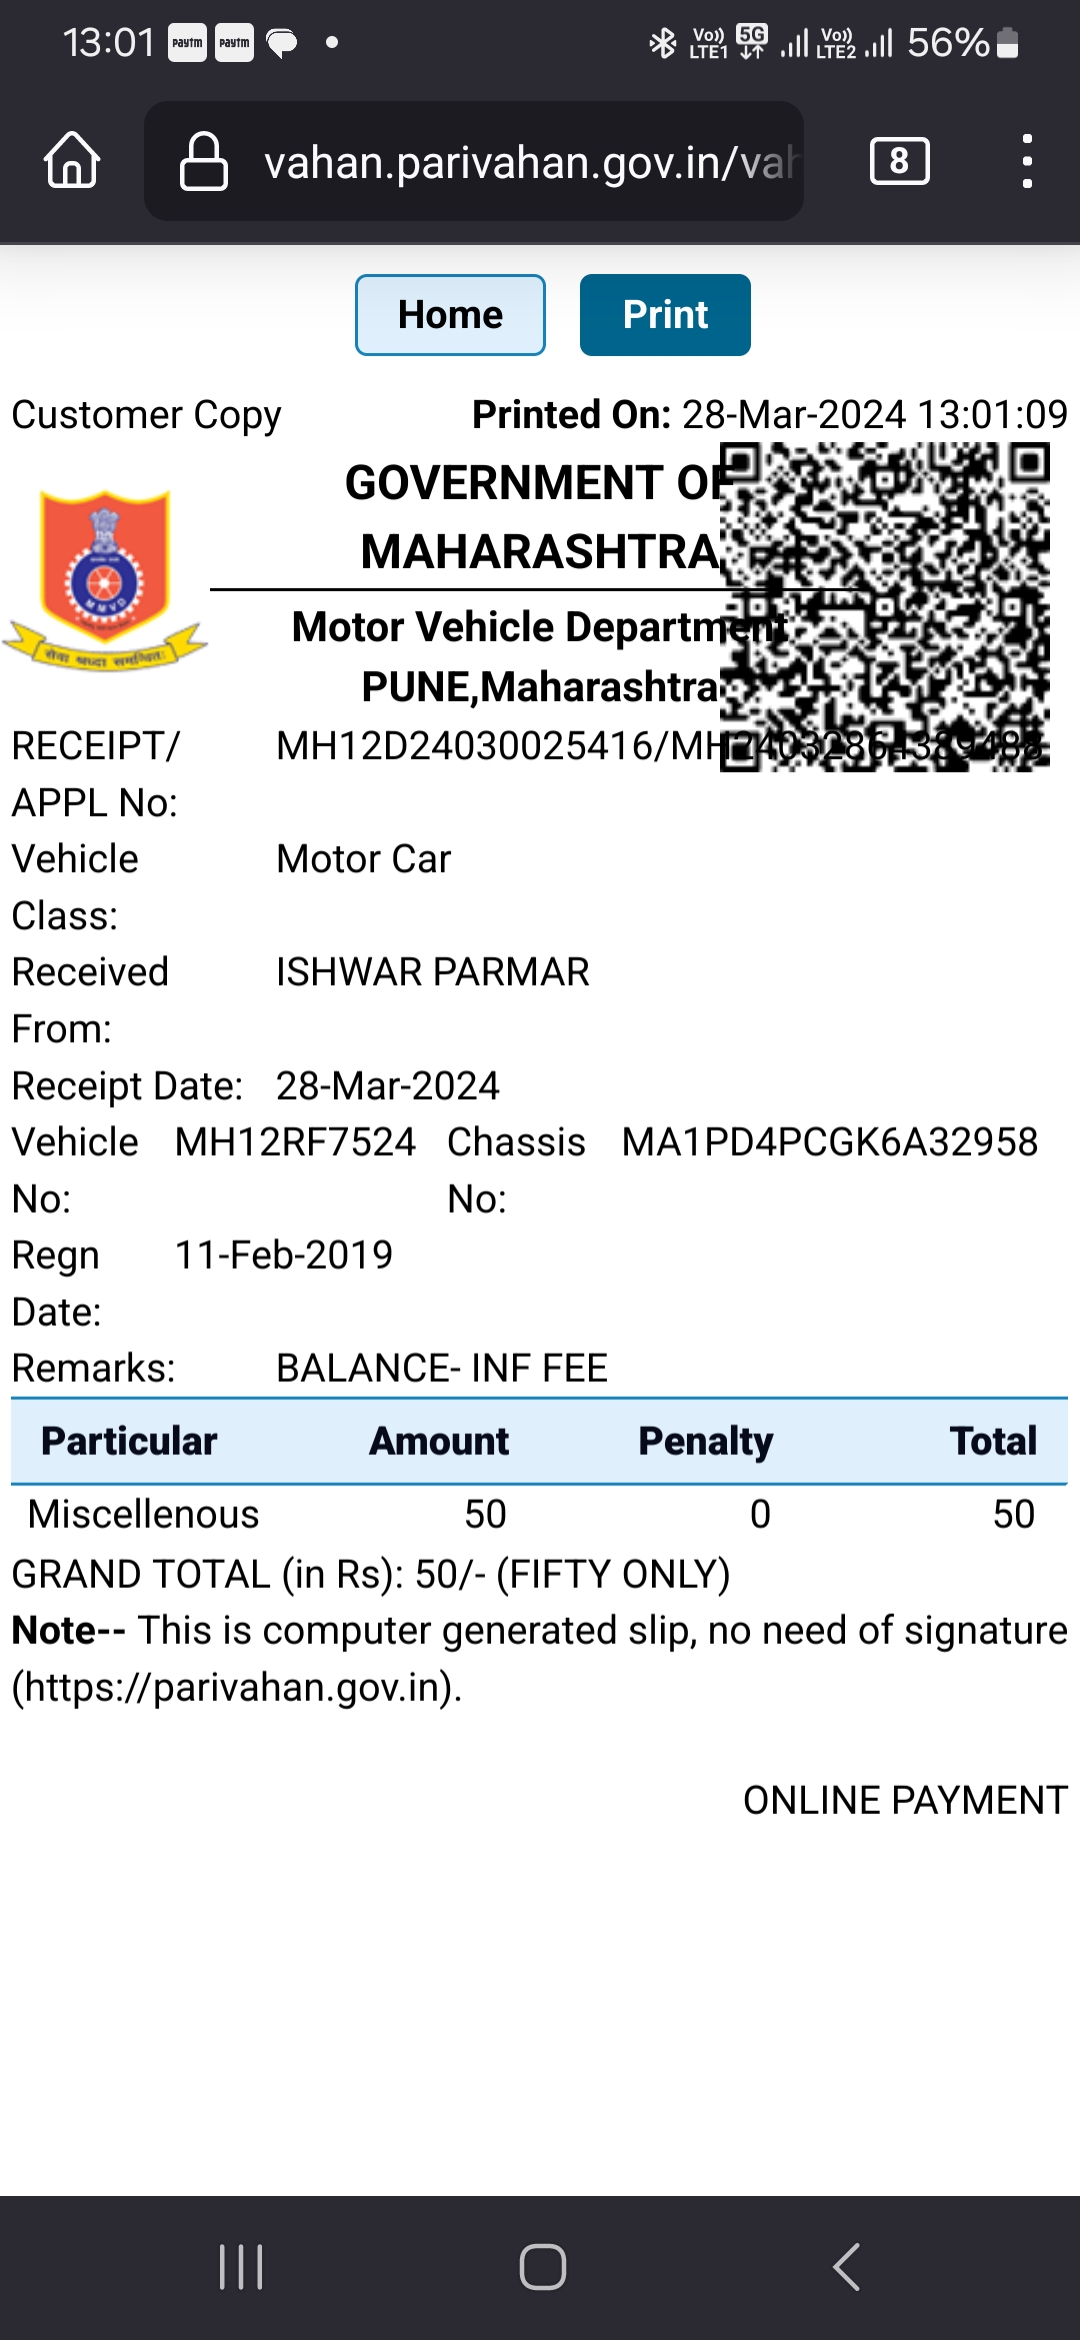 13:01 paytm paytm Vo)) LTE1 5G Vo)) LTE2 56%
vahan.parivahan.gov.in/vah
8
Home Print
Customer Copy Printed On: 28-Mar-2024 13:01:09
GOVERNMENT OF
MAHARASHTRA
Motor Vehicle Department
PUNE,Maharashtra
MMVD
सेवा श्रध्दा समन्वितः
RECEIPT/ MH12D24030025416/
APPL No:
Vehicle Motor Car
Class:
Received ISHWAR PARMAR
From:
Receipt Date: 28-Mar-2024
Vehicle MH12RF7524 Chassis MA1PD4PCGK6A32958
No: No:
Regn 11-Feb-2019
Date:
Remarks: BALANCE- INF FEE
Particular Amount Penalty Total
Miscellenous 50 0 50
GRAND TOTAL (in Rs): 50/- (FIFTY ONLY)
Note-- This is computer generated slip, no need of signature
(https://parivahan.gov.in).
ONLINE PAYMENT